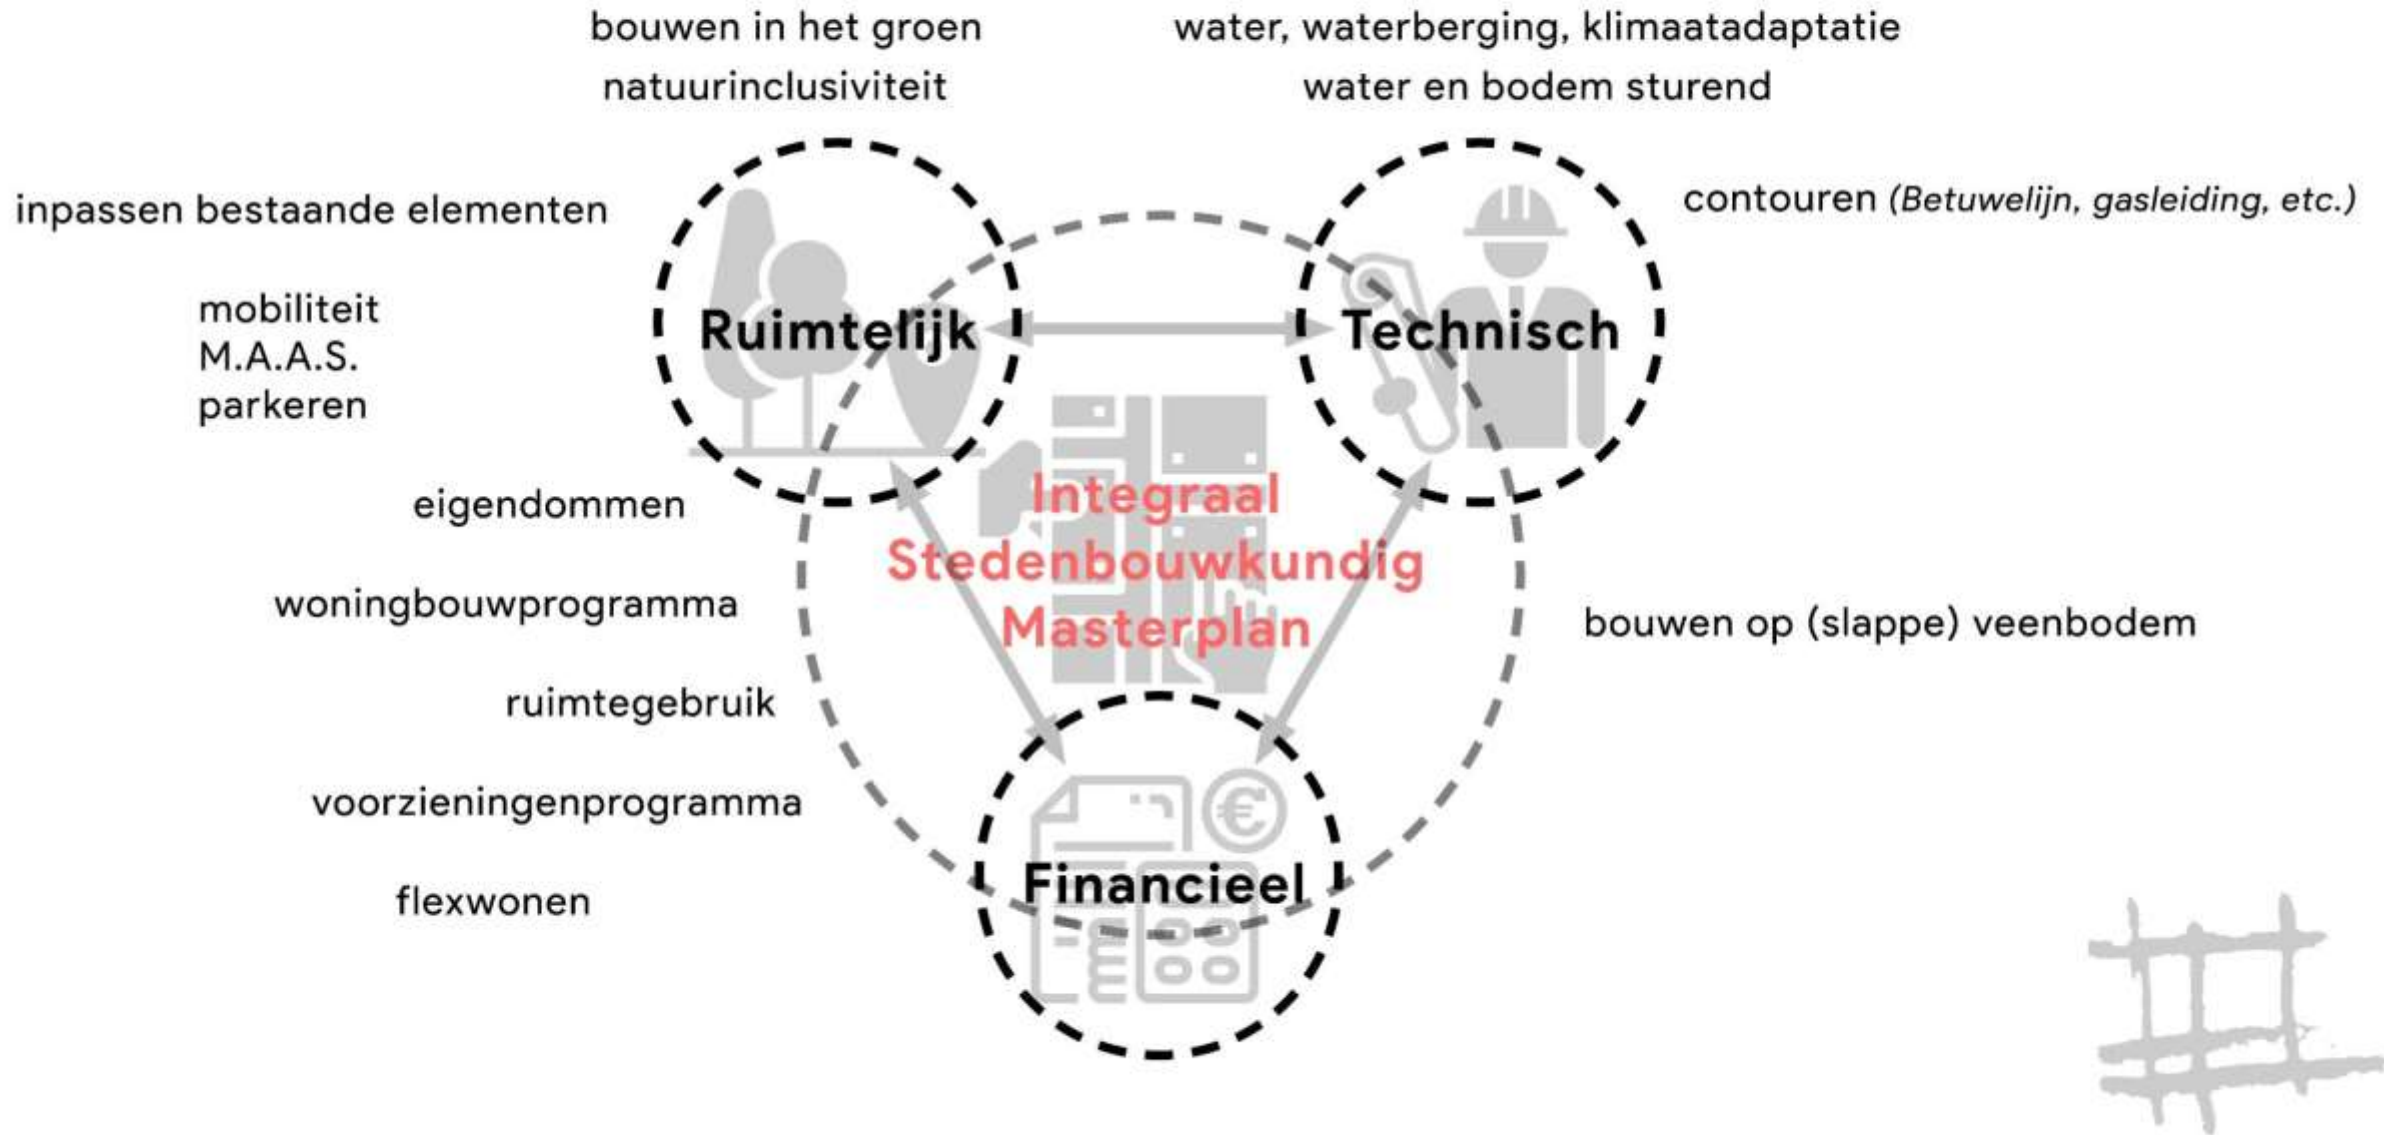 bouwen in het groen
natuurinclusiviteit
water, waterberging, klimaatadaptatie
water en bodem sturend
inpassen bestaande elementen
contouren (Betuwelijn, gasleiding, etc.)
mobiliteit
M.A.A.S.
parkeren
Ruimtelijk
Technisch
eigendommen
Integraal
Stedenbouwkundig
Masterplan
woningbouwprogramma
bouwen op (slappe) veenbodem
ruimtegebruik
voorzieningenprogramma
€
Financieel
flexwonen